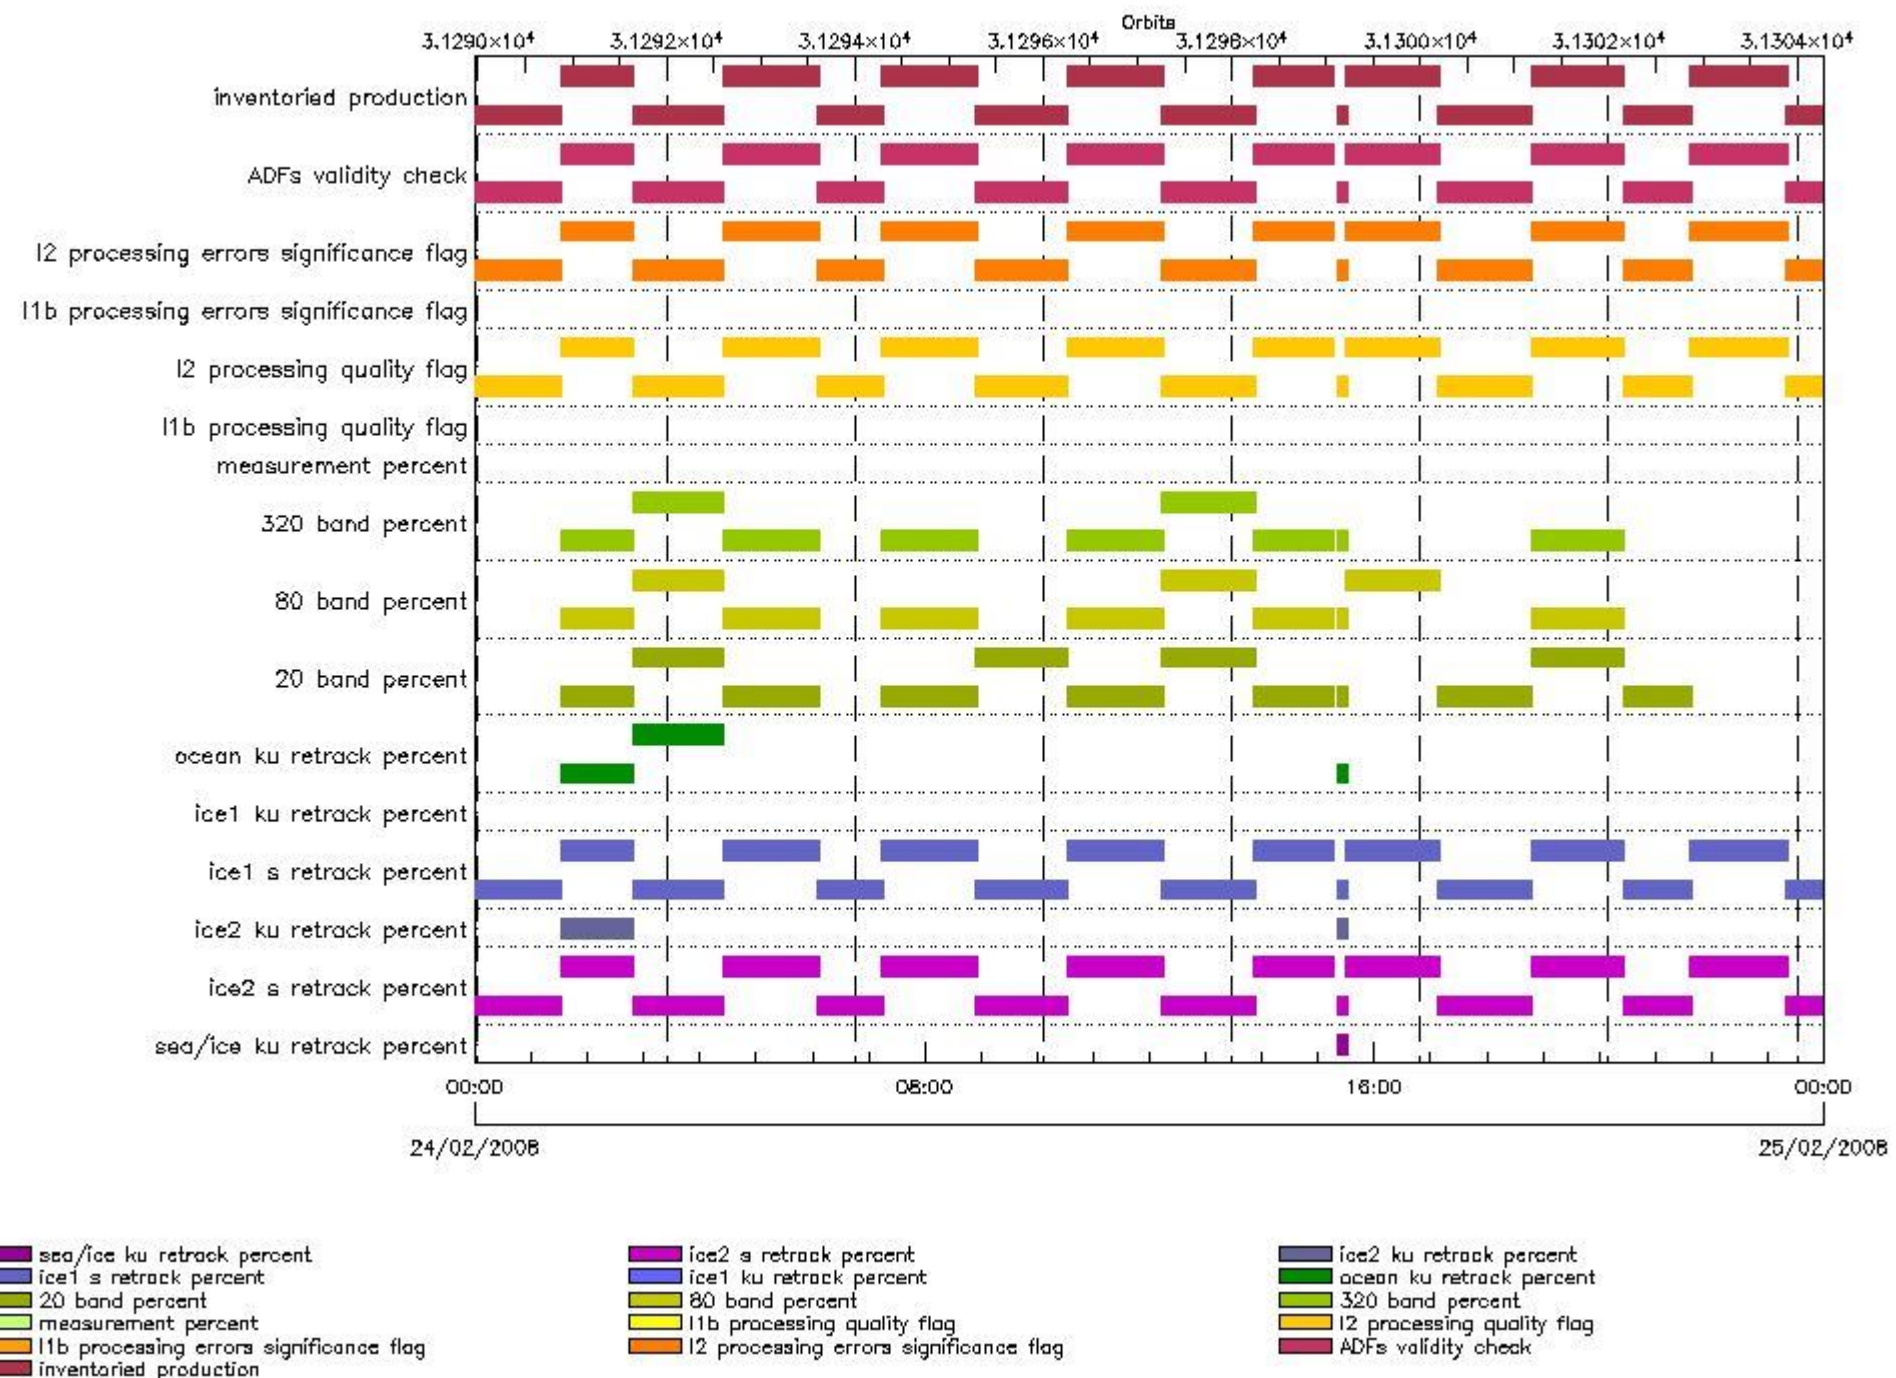 Orbits
3.1290×10⁴ 3.1292×10⁴ 3.1294×10⁴ 3.1296×10⁴ 3.1298×10⁴ 3.1300×10⁴ 3.1302×10⁴ 3.1304×10⁴
inventoried production
ADFs validity check
l2 processing errors significance flag
l1b processing errors significance flag
l2 processing quality flag
l1b processing quality flag
measurement percent
320 band percent
80 band percent
20 band percent
ocean ku retrack percent
ice1 ku retrack percent
ice1 s retrack percent
ice2 ku retrack percent
ice2 s retrack percent
sea/ice ku retrack percent
00:00 08:00 16:00 00:00
24/02/2008 25/02/2008
sea/ice ku retrack percent ice2 s retrack percent ice2 ku retrack percent
ice1 s retrack percent ice1 ku retrack percent ocean ku retrack percent
20 band percent 80 band percent 320 band percent
measurement percent l1b processing quality flag l2 processing quality flag
l1b processing errors significance flag l2 processing errors significance flag ADFs validity check
inventoried production